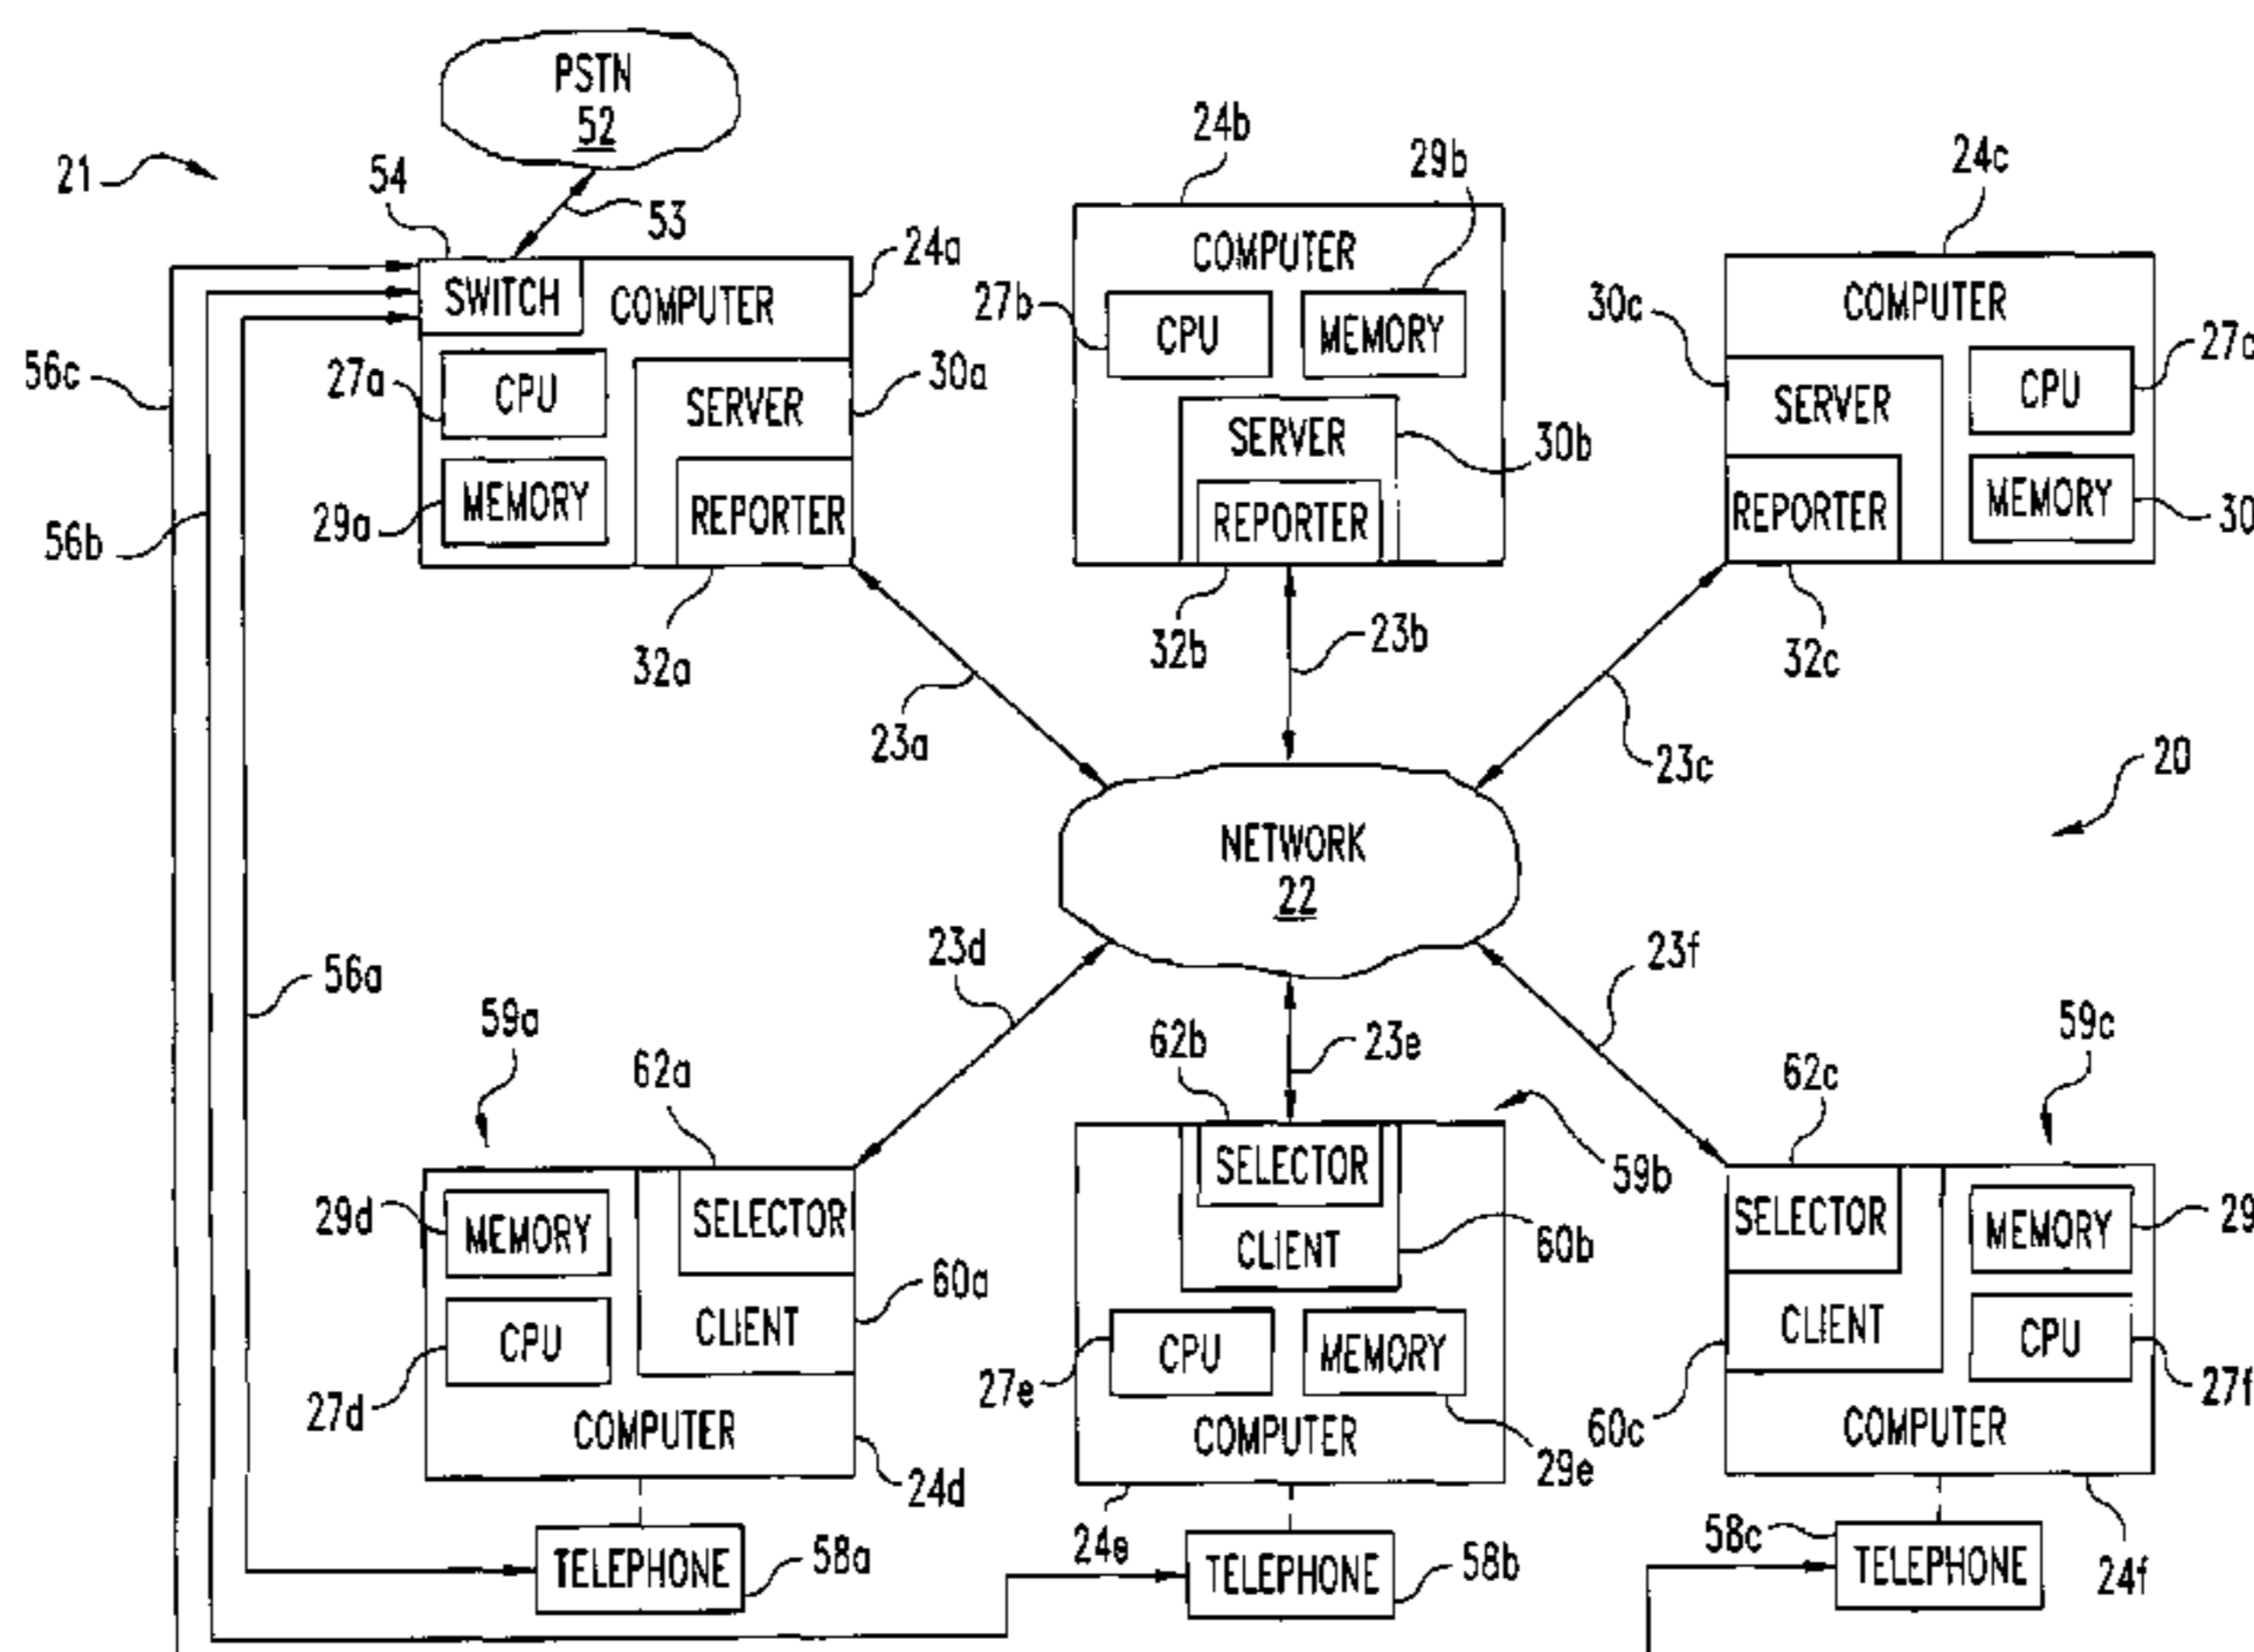 PSTN
52
21
54
53
24a
SWITCH
COMPUTER
27a
CPU
SERVER
30a
29a
MEMORY
REPORTER
32a
56c
56b
56a
24b
29b
COMPUTER
27b
CPU
MEMORY
SERVER
30b
REPORTER
32b
23b
24c
COMPUTER
30c
SERVER
CPU
REPORTER
MEMORY
30
32c
23a
23c
20
NETWORK
22
23d
23e
23f
59a
62a
29d
MEMORY
SELECTOR
60a
CPU
CLIENT
27d
COMPUTER
24d
TELEPHONE
58a
62b
SELECTOR
59b
CLIENT
60b
27e
CPU
MEMORY
COMPUTER
29e
24e
TELEPHONE
58b
59c
62c
SELECTOR
MEMORY
29
CLIENT
CPU
27f
60c
COMPUTER
58c
TELEPHONE
24f